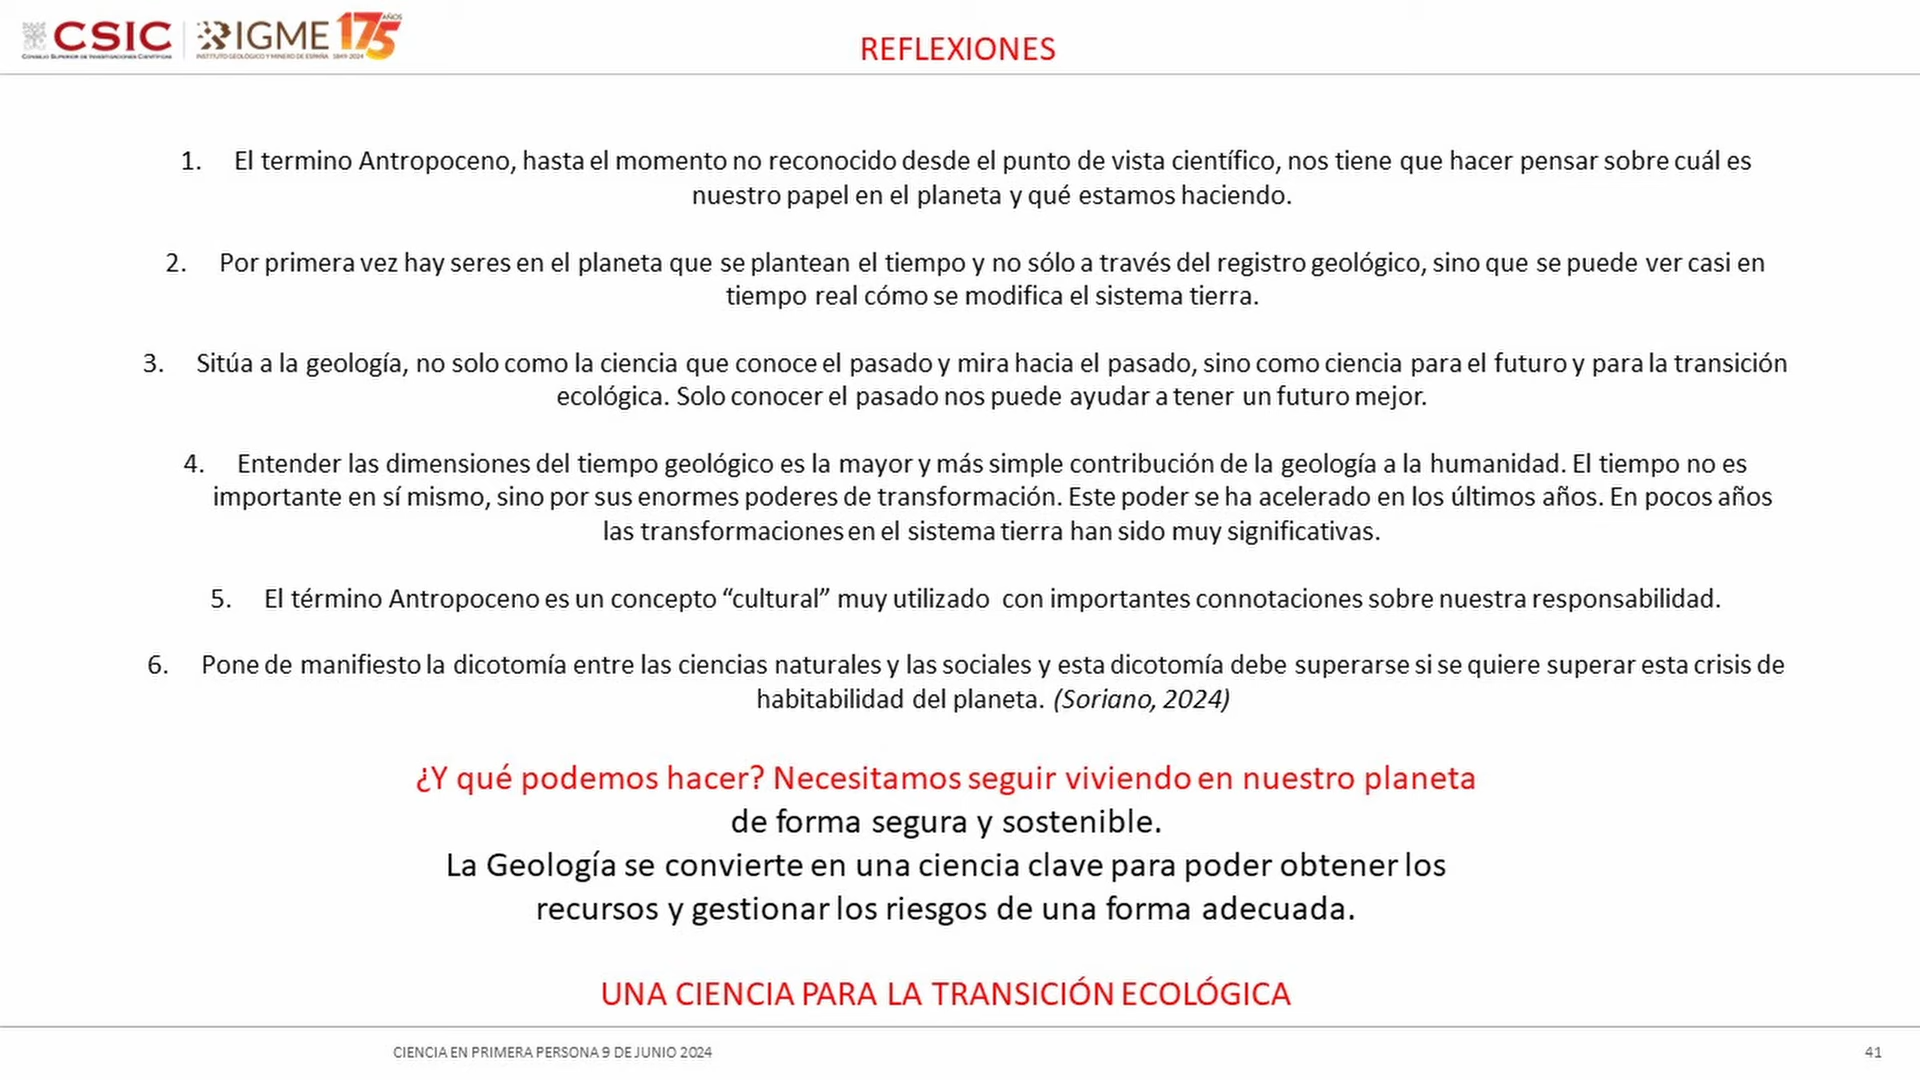 CSIC
CONSEJO SUPERIOR DE INVESTIGACIONES CIENTÍFICAS
IGME
INSTITUTO GEOLÓGICO Y MINERO DE ESPAÑA 1849-2024
175
AÑOS
REFLEXIONES
1. El termino Antropoceno, hasta el momento no reconocido desde el punto de vista científico, nos tiene que hacer pensar sobre cuál es
nuestro papel en el planeta y qué estamos haciendo.
2. Por primera vez hay seres en el planeta que se plantean el tiempo y no sólo a través del registro geológico, sino que se puede ver casi en
tiempo real cómo se modifica el sistema tierra.
3. Sitúa a la geología, no solo como la ciencia que conoce el pasado y mira hacia el pasado, sino como ciencia para el futuro y para la transición
ecológica. Solo conocer el pasado nos puede ayudar a tener un futuro mejor.
4. Entender las dimensiones del tiempo geológico es la mayor y más simple contribución de la geología a la humanidad. El tiempo no es
importante en sí mismo, sino por sus enormes poderes de transformación. Este poder se ha acelerado en los últimos años. En pocos años
las transformaciones en el sistema tierra han sido muy significativas.
5. El término Antropoceno es un concepto “cultural” muy utilizado con importantes connotaciones sobre nuestra responsabilidad.
6. Pone de manifiesto la dicotomía entre las ciencias naturales y las sociales y esta dicotomía debe superarse si se quiere superar esta crisis de
habitabilidad del planeta. (Soriano, 2024)
¿Y qué podemos hacer? Necesitamos seguir viviendo en nuestro planeta
de forma segura y sostenible.
La Geología se convierte en una ciencia clave para poder obtener los
recursos y gestionar los riesgos de una forma adecuada.
UNA CIENCIA PARA LA TRANSICIÓN ECOLÓGICA
CIENCIA EN PRIMERA PERSONA 9 DE JUNIO 2024
41